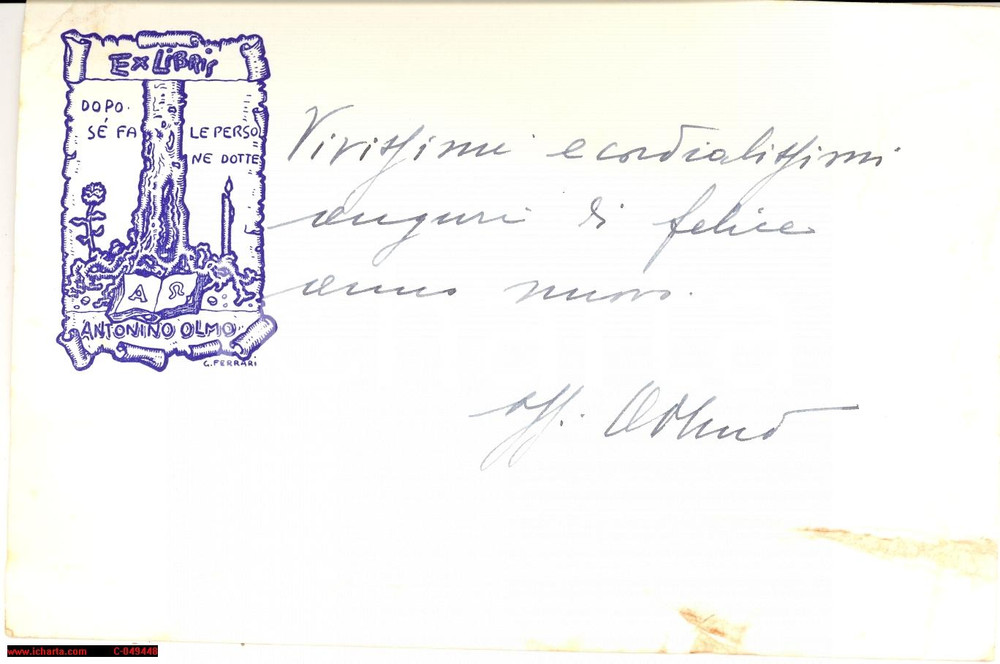 Ex Libris
DOPO.
SÉ FA
LE PERSO
NE DOTTE
A Ω
ANTONINO OLMO
G. FERRARI
Vivissimi e cordialissimi
auguri di felice
anno nuovo.
aff.
www.icharta.com C-049448